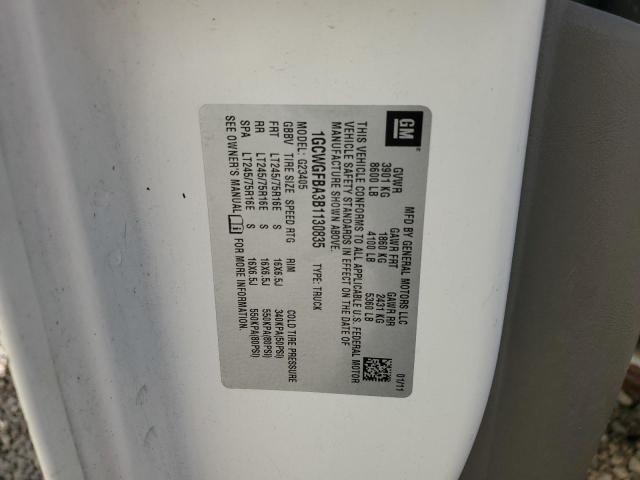 GM
MFD BY GENERAL MOTORS LLC
01/11
GVWR GAWR FRT GAWR RR
3901 KG 1860 KG 2431 KG
8600 LB 4100 LB 5360 LB
THIS VEHICLE CONFORMS TO ALL APPLICABLE U.S. FEDERAL MOTOR
VEHICLE SAFETY STANDARDS IN EFFECT ON THE DATE OF
MANUFACTURE SHOWN ABOVE.
1GCWGFBA3B1130835 TYPE: TRUCK
MODEL: G23405
GBBV TIRE SIZE SPEED RTG RIM COLD TIRE PRESSURE
FRT LT245/75R16E S 16X6.5J 340KPA(50PSI)
RR LT245/75R16E S 16X6.5J 550KPA(80PSI)
SPA LT245/75R16E S 16X6.5J 550KPA(80PSI)
SEE OWNER'S MANUAL FOR MORE INFORMATION.